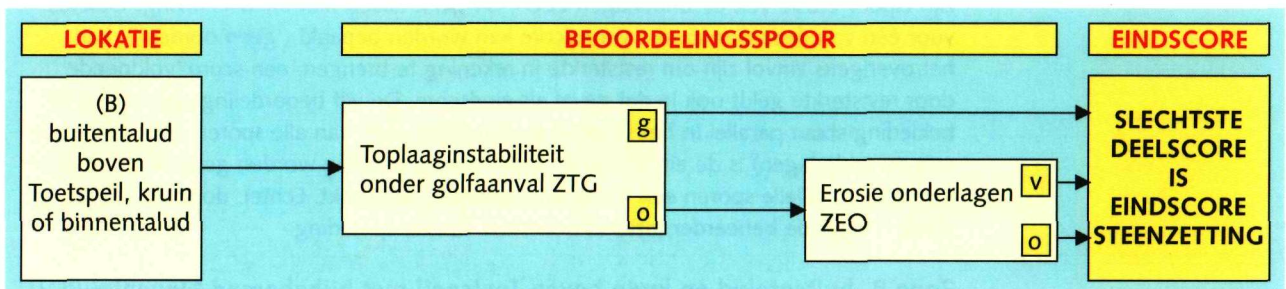 LOKATIE
BEOORDELINGSSPOOR
EINDSCORE
(B)
buitentalud
boven
Toetspeil, kruin
of binnentalud
Toplaaginstabiliteit
onder golfaanval ZTG
g
o
Erosie onderlagen
ZEO
v
o
SLECHTSTE
DEELSCORE
IS
EINDSCORE
STEENZETTING